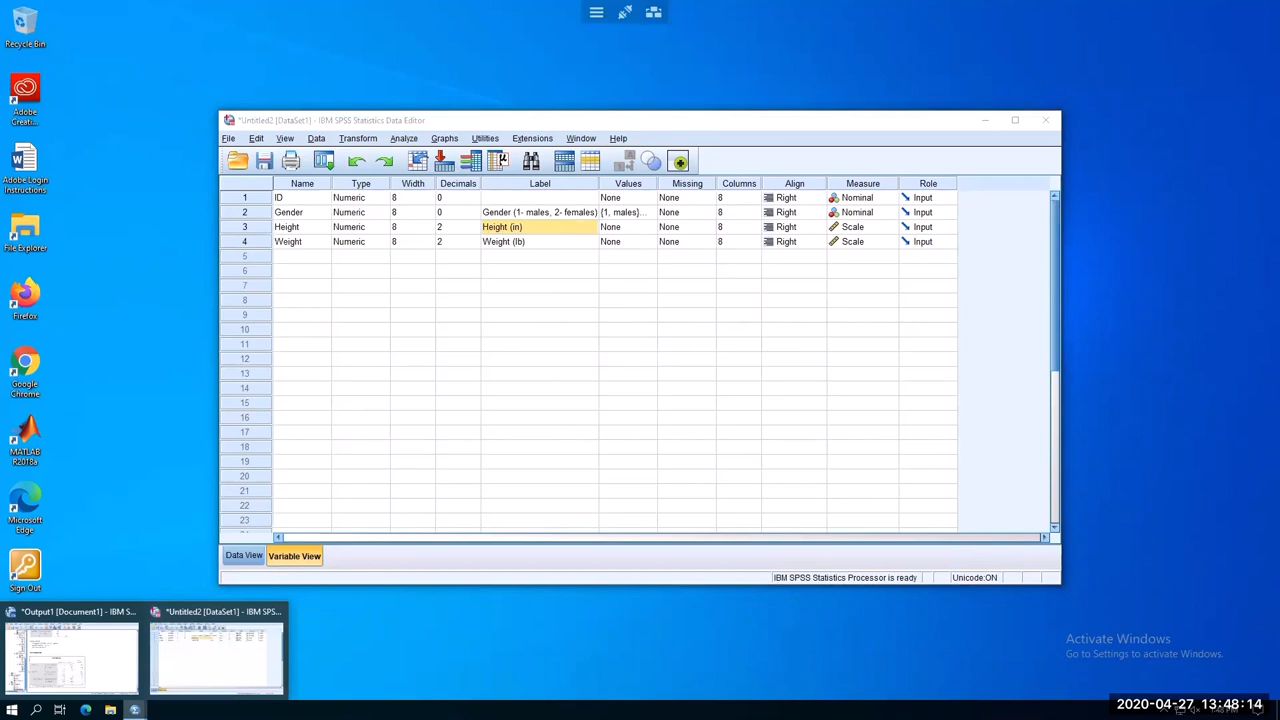 Recycle Bin
Adobe
Creati...
Adobe Login
Instructions
File Explorer
Firefox
Google
Chrome
MATLAB
R2018a
Microsoft
Edge
Sign Out
*Untitled2 [DataSet1] - IBM SPSS Statistics Data Editor
File Edit View Data Transform Analyze Graphs Utilities Extensions Window Help
Name Type Width Decimals Label Values Missing Columns Align Measure Role
1 ID Numeric 8 0 None None 8 Right Nominal Input
2 Gender Numeric 8 0 Gender (1- males, 2- females) {1, males}... None 8 Right Nominal Input
3 Height Numeric 8 2 Height (in) None None 8 Right Scale Input
4 Weight Numeric 8 2 Weight (lb) None None 8 Right Scale Input
5
6
7
8
9
10
11
12
13
14
15
16
17
18
19
20
21
22
23
Data View Variable View
IBM SPSS Statistics Processor is ready Unicode:ON
*Output1 [Document1] - IBM S...
*Untitled2 [DataSet1] - IBM SPS...
Activate Windows
Go to Settings to activate Windows.
2020-04-27 13:48:14